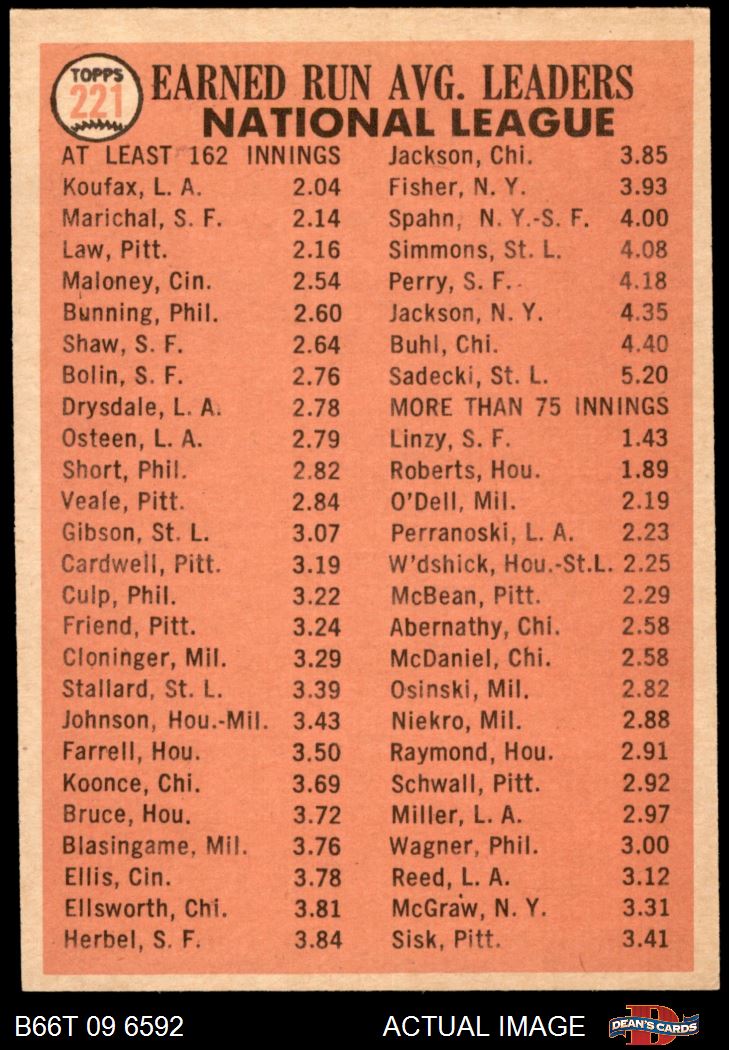 TOPPS
221
EARNED RUN AVG. LEADERS
NATIONAL LEAGUE
AT LEAST 162 INNINGS
Koufax, L. A. 2.04
Marichal, S. F. 2.14
Law, Pitt. 2.16
Maloney, Cin. 2.54
Bunning, Phil. 2.60
Shaw, S. F. 2.64
Bolin, S. F. 2.76
Drysdale, L. A. 2.78
Osteen, L. A. 2.79
Short, Phil. 2.82
Veale, Pitt. 2.84
Gibson, St. L. 3.07
Cardwell, Pitt. 3.19
Culp, Phil. 3.22
Friend, Pitt. 3.24
Cloninger, Mil. 3.29
Stallard, St. L. 3.39
Johnson, Hou.-Mil. 3.43
Farrell, Hou. 3.50
Koonce, Chi. 3.69
Bruce, Hou. 3.72
Blasingame, Mil. 3.76
Ellis, Cin. 3.78
Ellsworth, Chi. 3.81
Herbel, S. F. 3.84
Jackson, Chi. 3.85
Fisher, N. Y. 3.93
Spahn, N. Y.-S. F. 4.00
Simmons, St. L. 4.08
Perry, S. F. 4.18
Jackson, N. Y. 4.35
Buhl, Chi. 4.40
Sadecki, St. L. 5.20
MORE THAN 75 INNINGS
Linzy, S. F. 1.43
Roberts, Hou. 1.89
O'Dell, Mil. 2.19
Perranoski, L. A. 2.23
W'dshick, Hou.-St.L. 2.25
McBean, Pitt. 2.29
Abernathy, Chi. 2.58
McDaniel, Chi. 2.58
Osinski, Mil. 2.82
Niekro, Mil. 2.88
Raymond, Hou. 2.91
Schwall, Pitt. 2.92
Miller, L. A. 2.97
Wagner, Phil. 3.00
Reed, L. A. 3.12
McGraw, N. Y. 3.31
Sisk, Pitt. 3.41
B66T 09 6592 ACTUAL IMAGE
D
DEAN'S CARDS